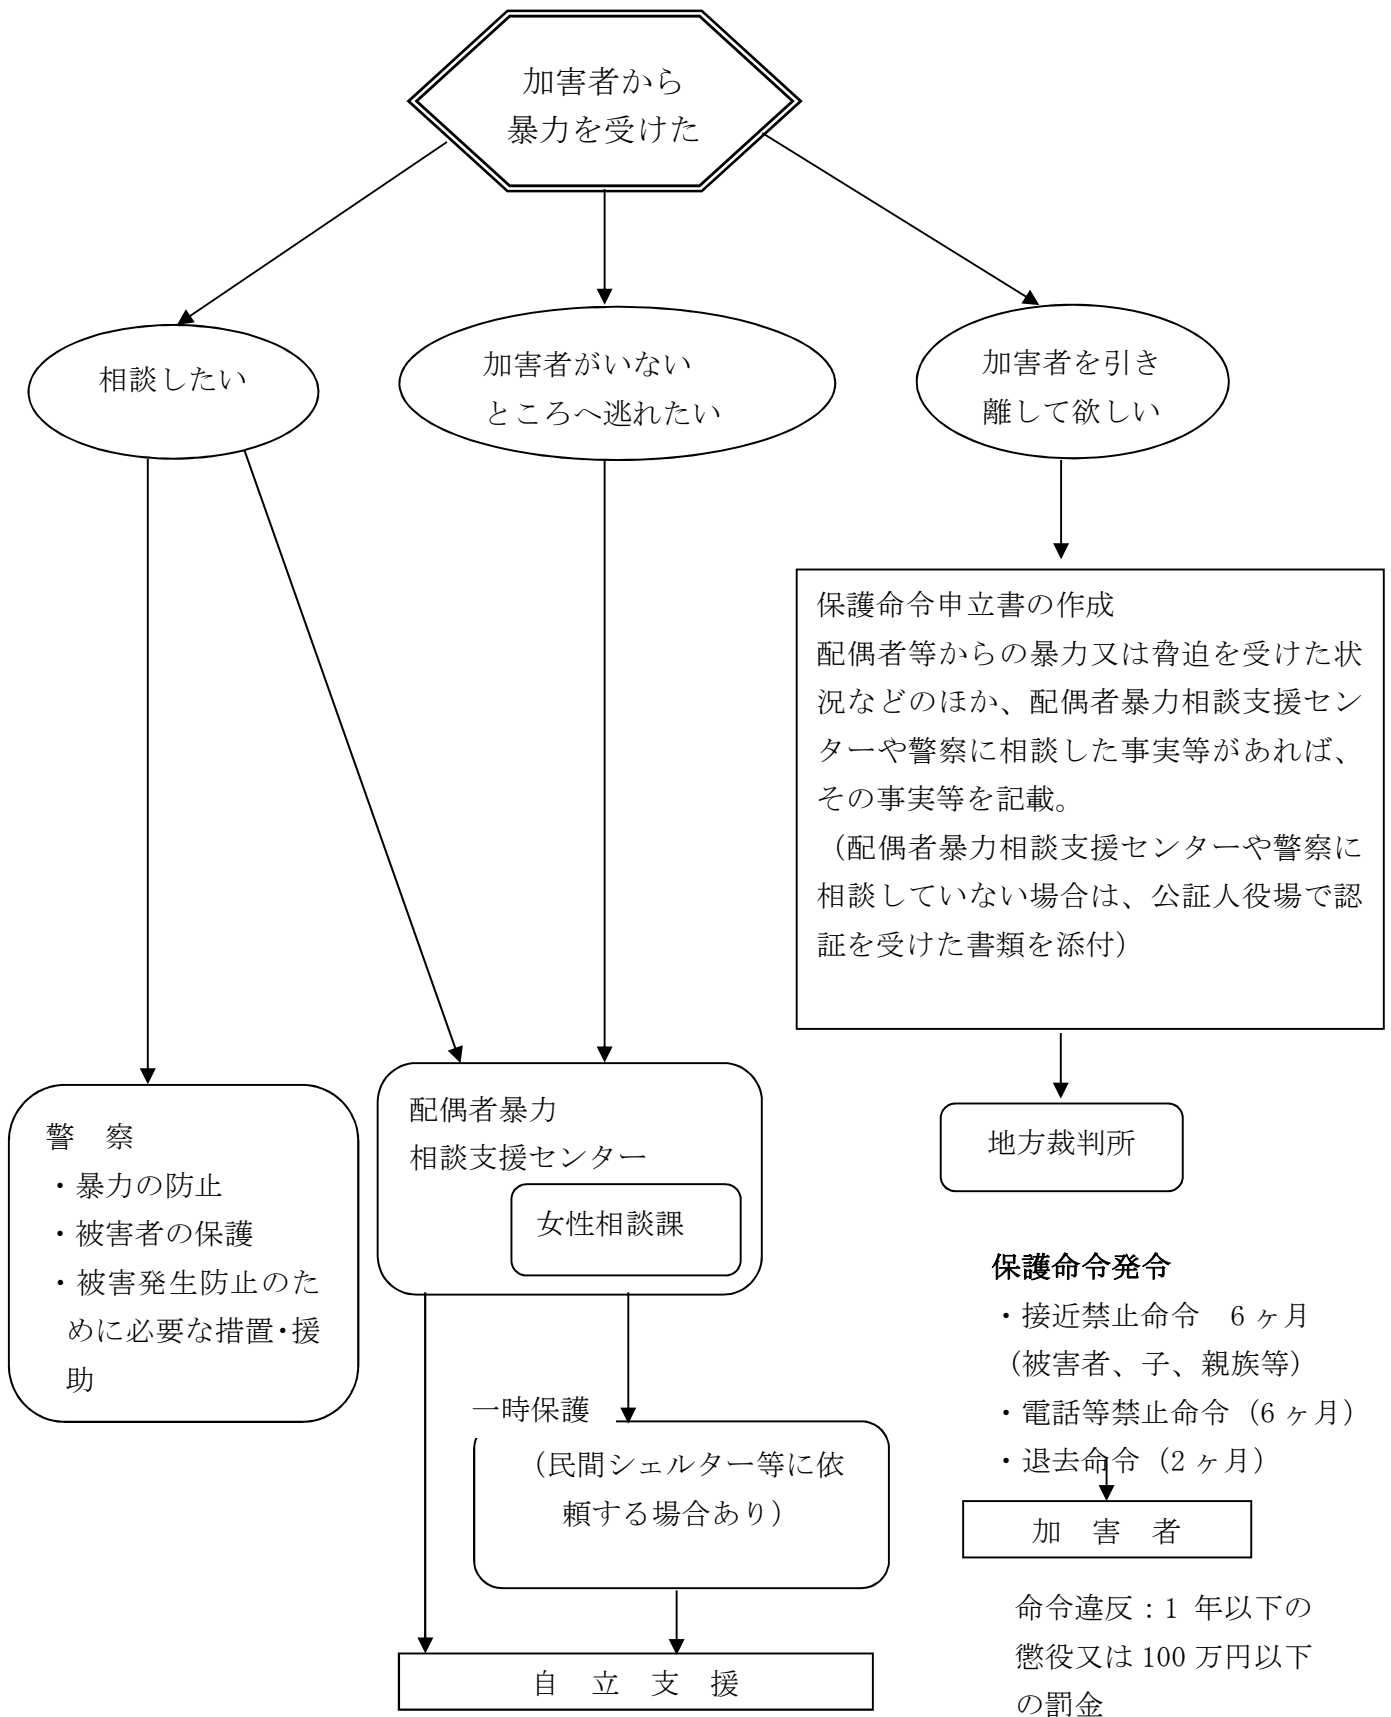 加害者から
暴力を受けた
相談したい
加害者がいない
ところへ逃れたい
加害者を引き
離して欲しい
保護命令申立書の作成
配偶者等からの暴力又は脅迫を受けた状
況などのほか、配偶者暴力相談支援セン
ターや警察に相談した事実等があれば、
その事実等を記載。
（配偶者暴力相談支援センターや警察に
相談していない場合は、公証人役場で認
証を受けた書類を添付）
警　察
・暴力の防止
・被害者の保護
・被害発生防止のた
めに必要な措置・援
助
配偶者暴力
相談支援センター
女性相談課
地方裁判所
保護命令発令
・接近禁止命令　6ヶ月
（被害者、子、親族等）
・電話等禁止命令（6ヶ月）
・退去命令（2ヶ月）
一時保護
（民間シェルター等に依
頼する場合あり）
加　害　者
命令違反：1 年以下の
懲役又は 100 万円以下
の罰金
自　立　支　援